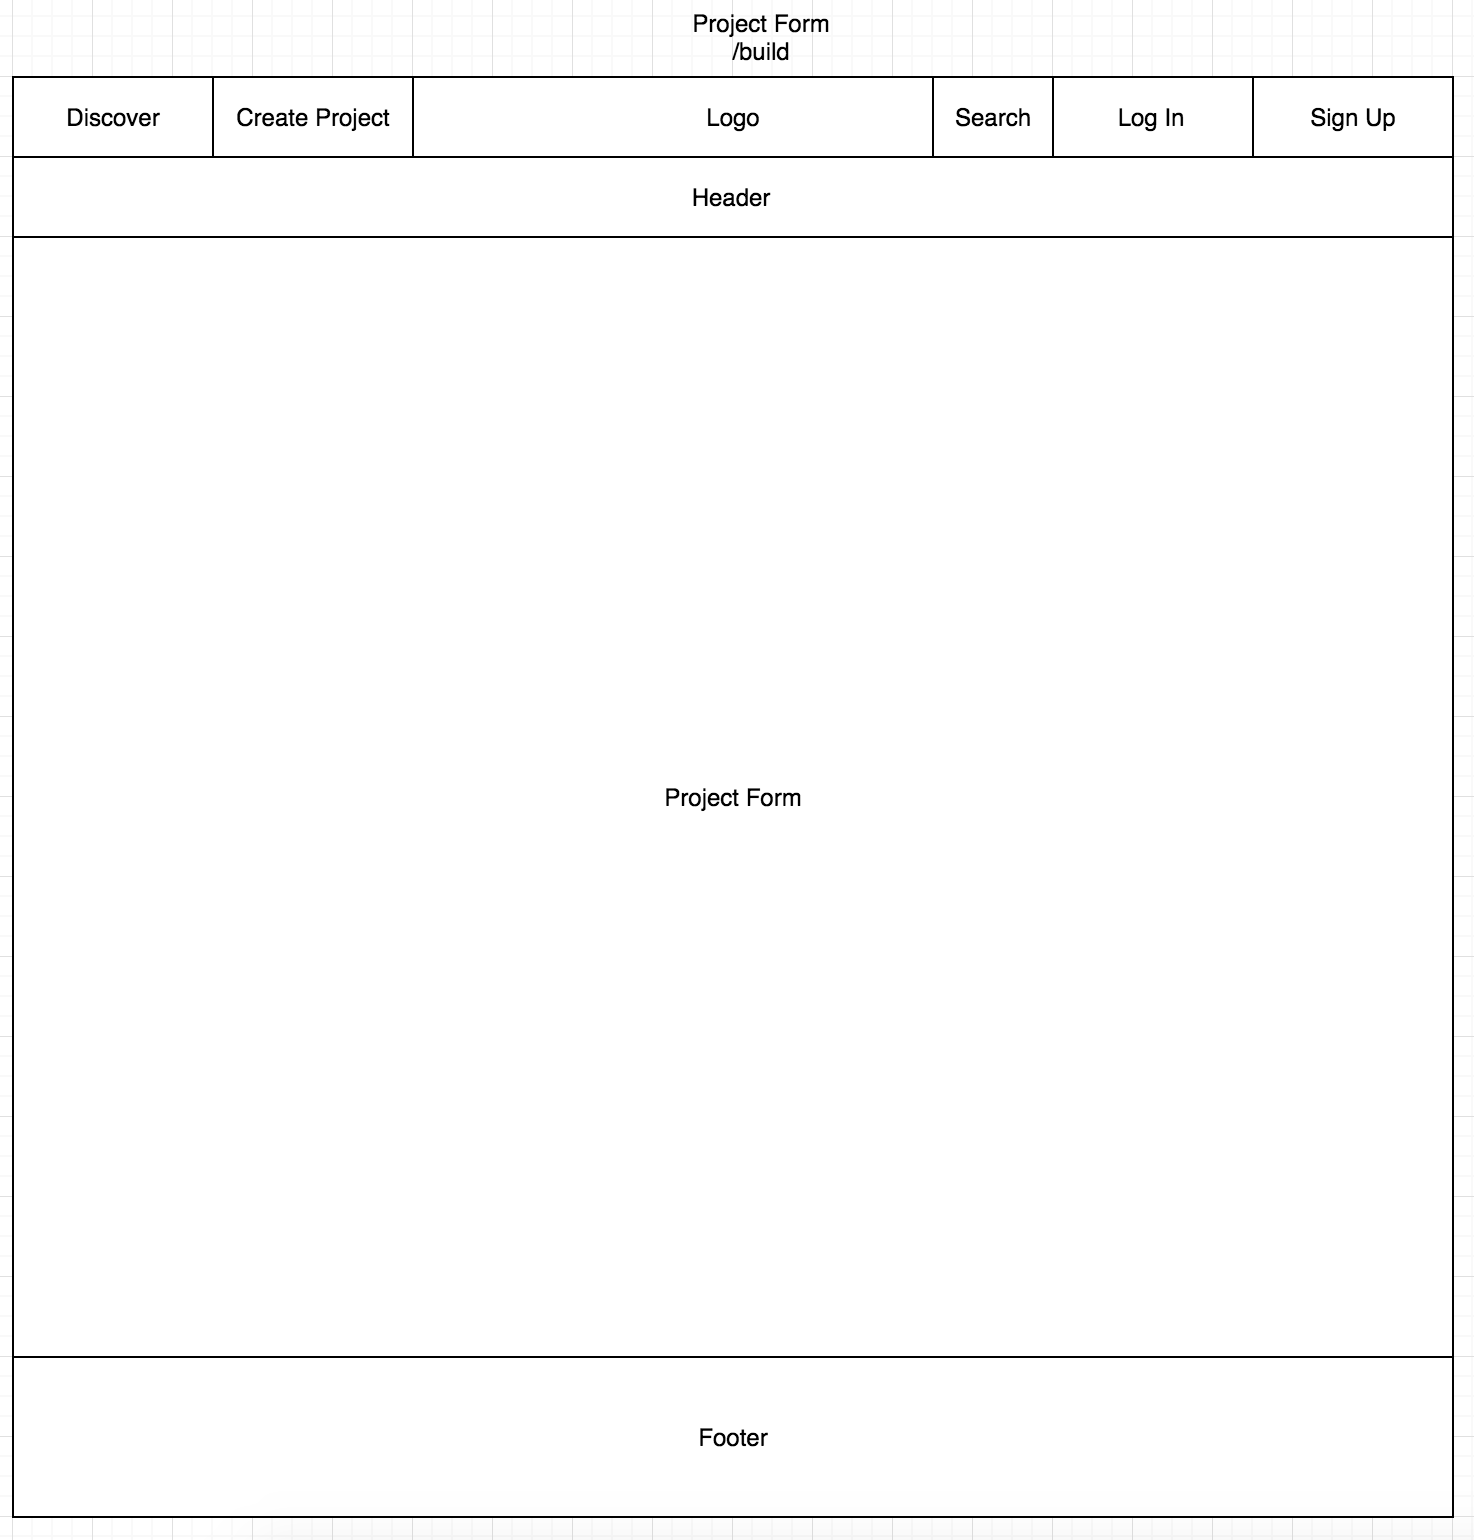 Project Form
/build
Discover
Create Project
Logo
Search
Log In
Sign Up
Header
Project Form
Footer